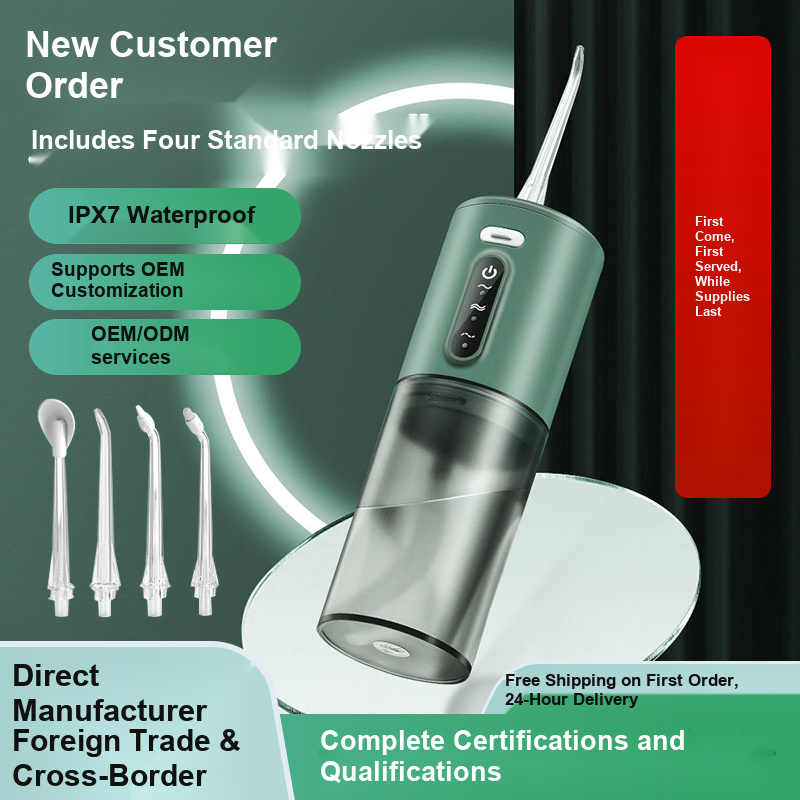 New Customer
Order
Includes Four Standard Nozzles
IPX7 Waterproof
Supports OEM
Customization
OEM/ODM
services
First
Come,
First
Served,
While
Supplies
Last
Direct
Manufacturer
Foreign Trade &
Cross-Border
Free Shipping on First Order,
24-Hour Delivery
Complete Certifications and
Qualifications